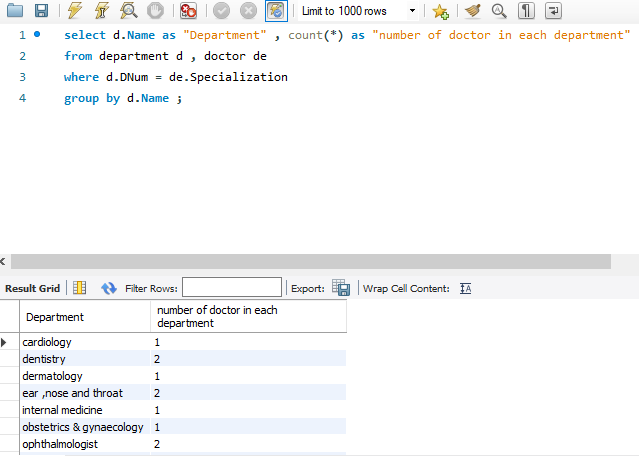 Limit to 1000 rows
1 select d.Name as "Department" , count(*) as "number of doctor in each department"
2 from department d , doctor de
3 where d.DNum = de.Specialization
4 group by d.Name ;
Result Grid Filter Rows: Export: Wrap Cell Content:
Department number of doctor in each
department
cardiology 1
dentistry 2
dermatology 1
ear ,nose and throat 2
internal medicine 1
obstetrics & gynaecology 1
ophthalmologist 2